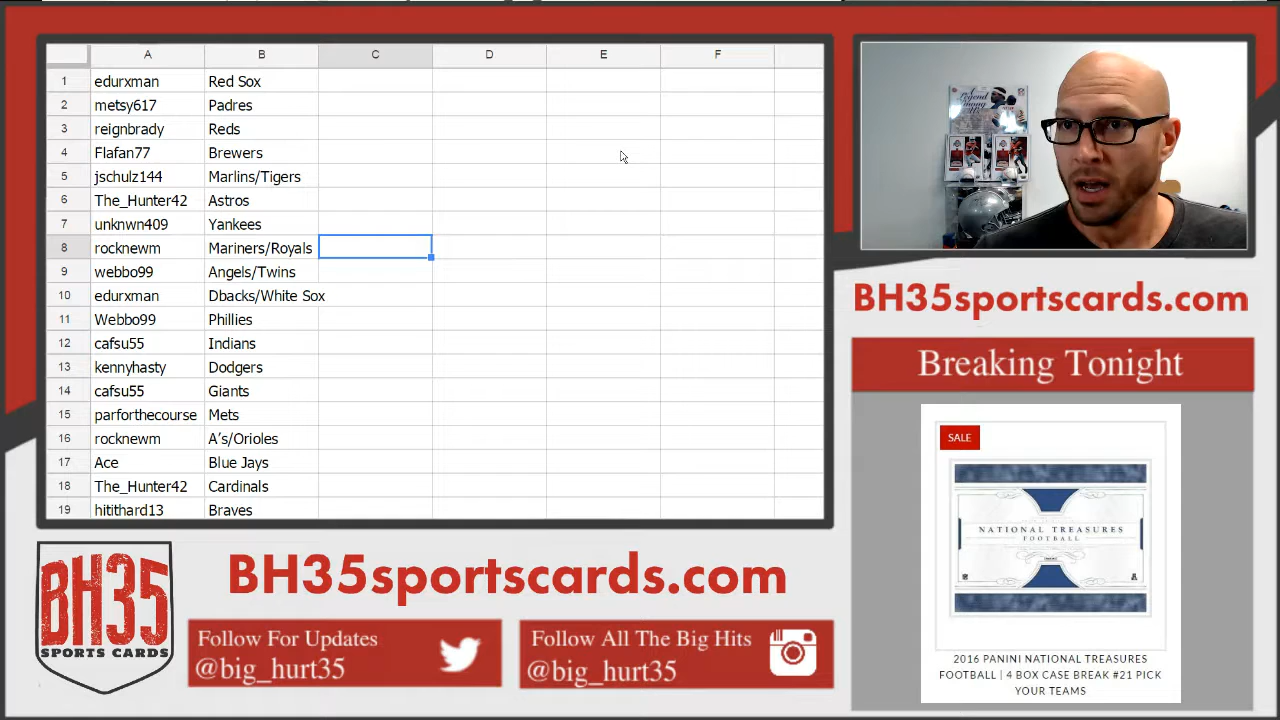 A B C D E F
1 edurxman Red Sox
2 metsy617 Padres
3 reignbrady Reds
4 Flafan77 Brewers
5 jschulz144 Marlins/Tigers
6 The_Hunter42 Astros
7 unknwn409 Yankees
8 rocknewm Mariners/Royals
9 webbo99 Angels/Twins
10 edurxman Dbacks/White Sox
11 Webbo99 Phillies
12 cafsu55 Indians
13 kennyhasty Dodgers
14 cafsu55 Giants
15 parforthecourse Mets
16 rocknewm A's/Orioles
17 Ace Blue Jays
18 The_Hunter42 Cardinals
19 hitithard13 Braves
BH35sportscards.com
Breaking Tonight
SALE
NATIONAL TREASURES
FOOTBALL
2016 PANINI NATIONAL TREASURES
FOOTBALL | 4 BOX CASE BREAK #21 PICK
YOUR TEAMS
BH35
SPORTS CARDS
BH35sportscards.com
Follow For Updates
@big_hurt35
Follow All The Big Hits
@big_hurt35